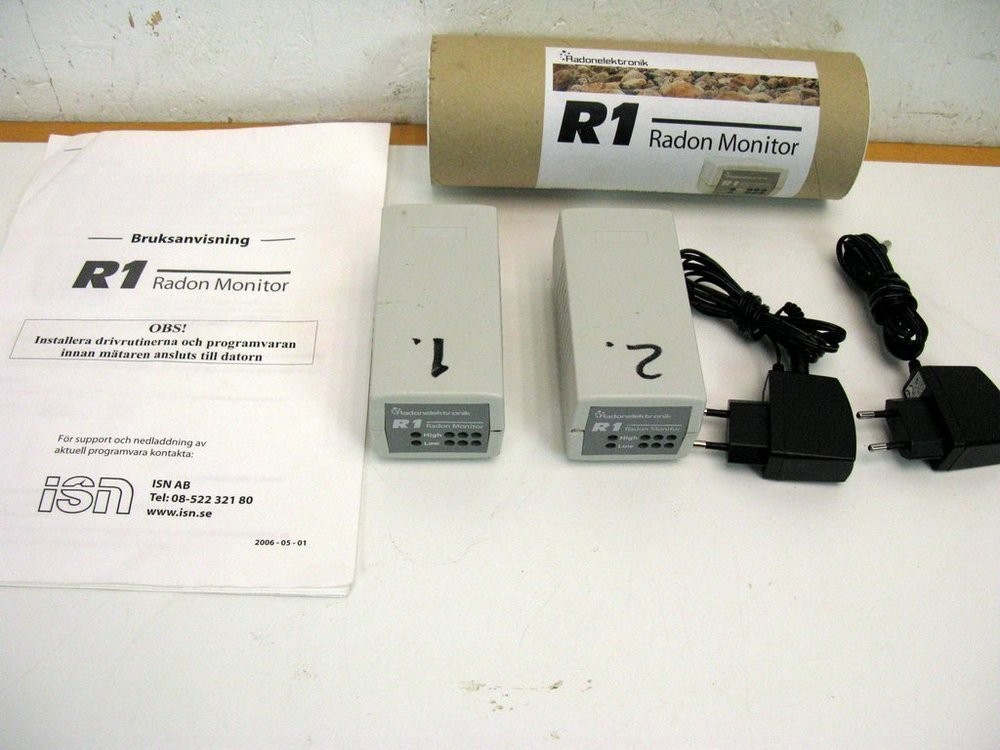 Radonelektronik
R1 Radon Monitor
R1
Bruksanvisning
R1 Radon Monitor
OBS!
Installera drivrutinerna och programvaran
innan mätaren ansluts till datorn
För support och nedladdning av
aktuell programvara kontakta:
isn
ISN AB
Tel: 08-522 321 80
www.isn.se
2006 - 05 - 01
1.
Radonelektronik
R1 Radon Monitor
High
Low
2.
Radonelektronik
R1 Radon Monitor
High
Low